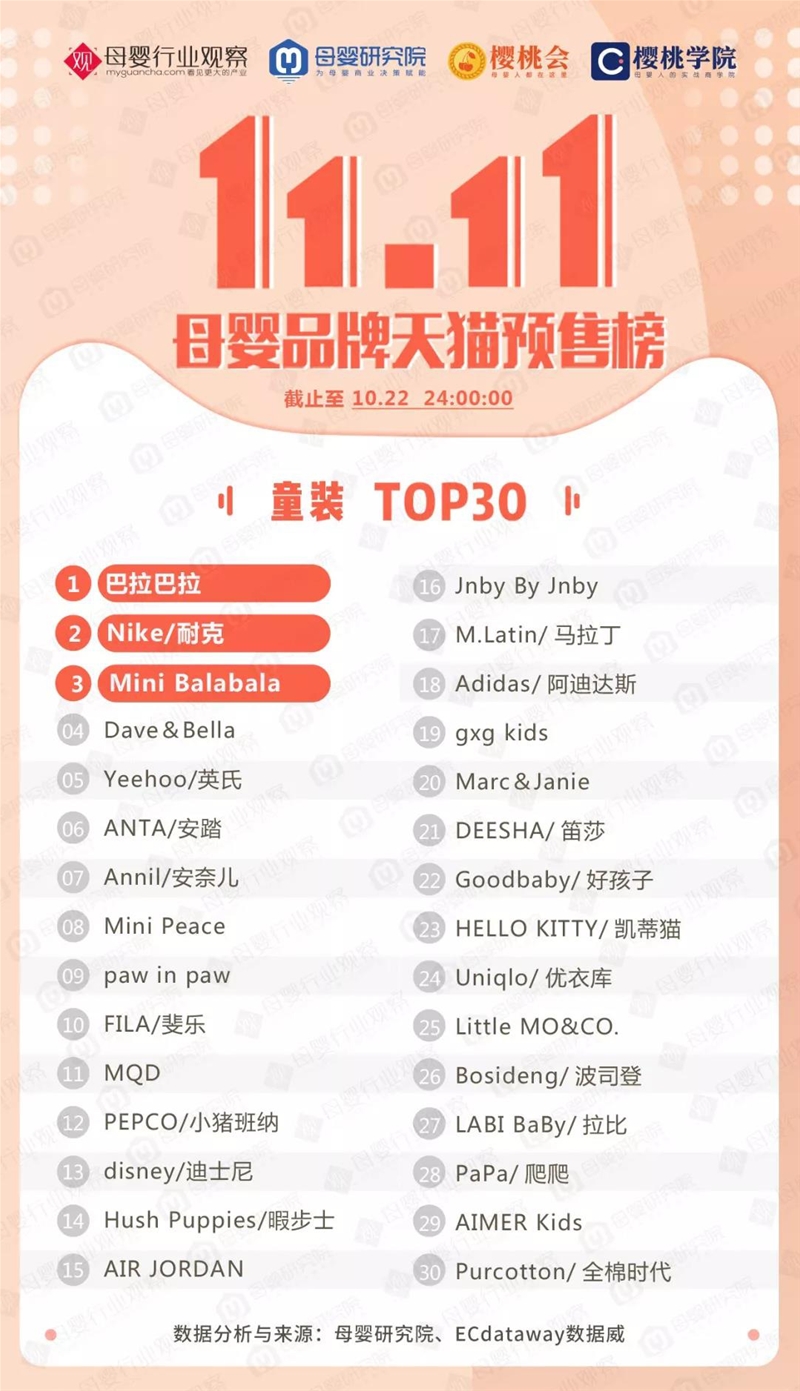 观 母婴行业观察 母婴研究院 樱桃会 樱桃学院
myguancha.com 看见更大的产业 为母婴商业决策赋能 母婴人都在这里 母婴人的实战商学院
11.11
母婴品牌天猫预售榜
截止至 10.22 24:00:00
童装 TOP30
1 巴拉巴拉
2 Nike/耐克
3 Mini Balabala
04 Dave&Bella
05 Yeehoo/英氏
06 ANTA/安踏
07 Annil/安奈儿
08 Mini Peace
09 paw in paw
10 FILA/斐乐
11 MQD
12 PEPCO/小猪班纳
13 disney/迪士尼
14 Hush Puppies/暇步士
15 AIR JORDAN
16 Jnby By Jnby
17 M.Latin/ 马拉丁
18 Adidas/ 阿迪达斯
19 gxg kids
20 Marc&Janie
21 DEESHA/ 笛莎
22 Goodbaby/ 好孩子
23 HELLO KITTY/ 凯蒂猫
24 Uniqlo/ 优衣库
25 Little MO&CO.
26 Bosideng/ 波司登
27 LABI BaBy/ 拉比
28 PaPa/ 爬爬
29 AIMER Kids
30 Purcotton/ 全棉时代
数据分析与来源：母婴研究院、ECdataway数据威